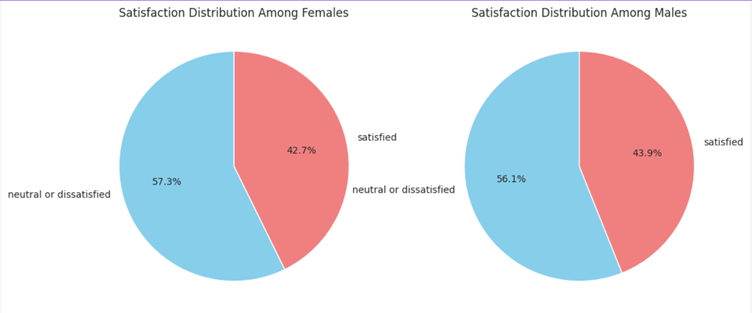 Satisfaction Distribution Among Females
42.7%
satisfied
57.3%
neutral or dissatisfied
Satisfaction Distribution Among Males
43.9%
satisfied
56.1%
neutral or dissatisfied